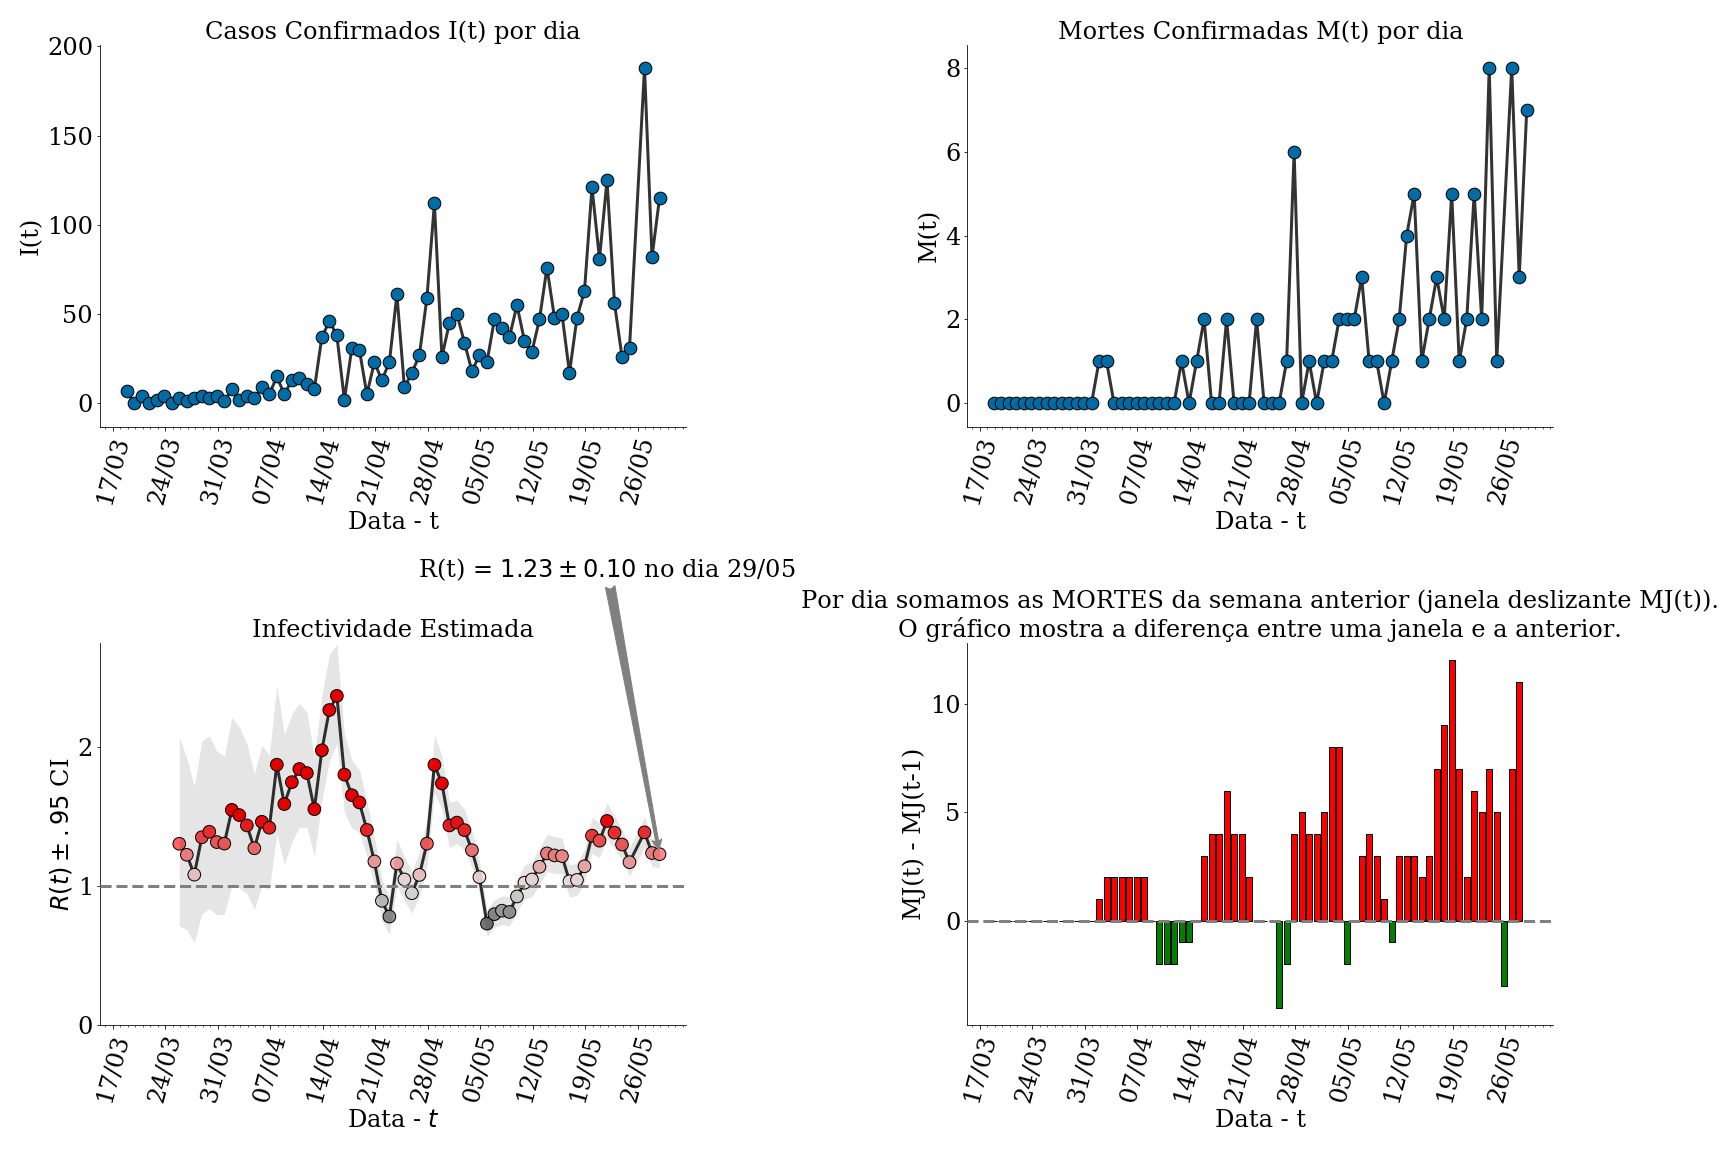 Casos Confirmados I(t) por dia
200
150
100
50
0
I(t)
17/03 24/03 31/03 07/04 14/04 21/04 28/04 05/05 12/05 19/05 26/05
Data - t
Mortes Confirmadas M(t) por dia
8
6
4
2
0
M(t)
17/03 24/03 31/03 07/04 14/04 21/04 28/04 05/05 12/05 19/05 26/05
Data - t
R(t) = 1.23 ± 0.10 no dia 29/05
Infectividade Estimada
2
1
0
R(t) ± .95 CI
17/03 24/03 31/03 07/04 14/04 21/04 28/04 05/05 12/05 19/05 26/05
Data - t
Por dia somamos as MORTES da semana anterior (janela deslizante MJ(t)).
O gráfico mostra a diferença entre uma janela e a anterior.
10
5
0
MJ(t) - MJ(t-1)
17/03 24/03 31/03 07/04 14/04 21/04 28/04 05/05 12/05 19/05 26/05
Data - t